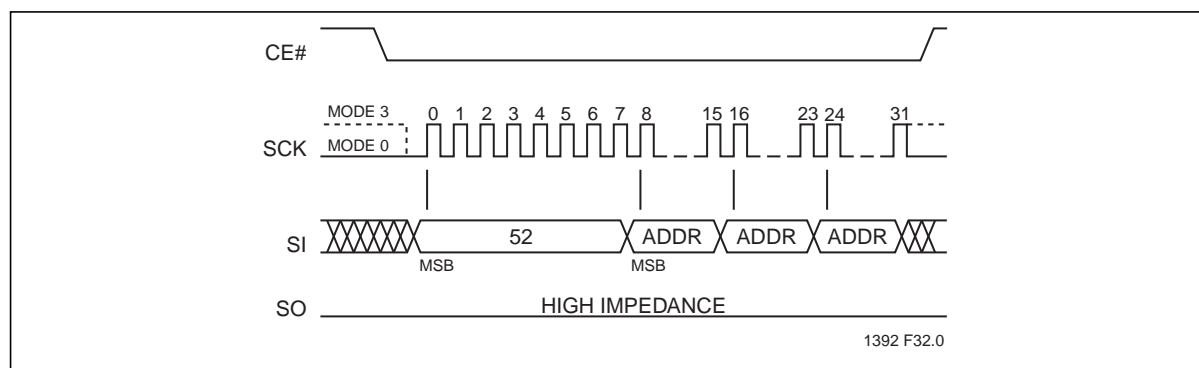 CE#
MODE 3
0 1 2 3 4 5 6 7 8 15 16 23 24 31
SCK
MODE 0
SI
52 ADDR ADDR ADDR
MSB MSB
SO
HIGH IMPEDANCE
1392 F32.0